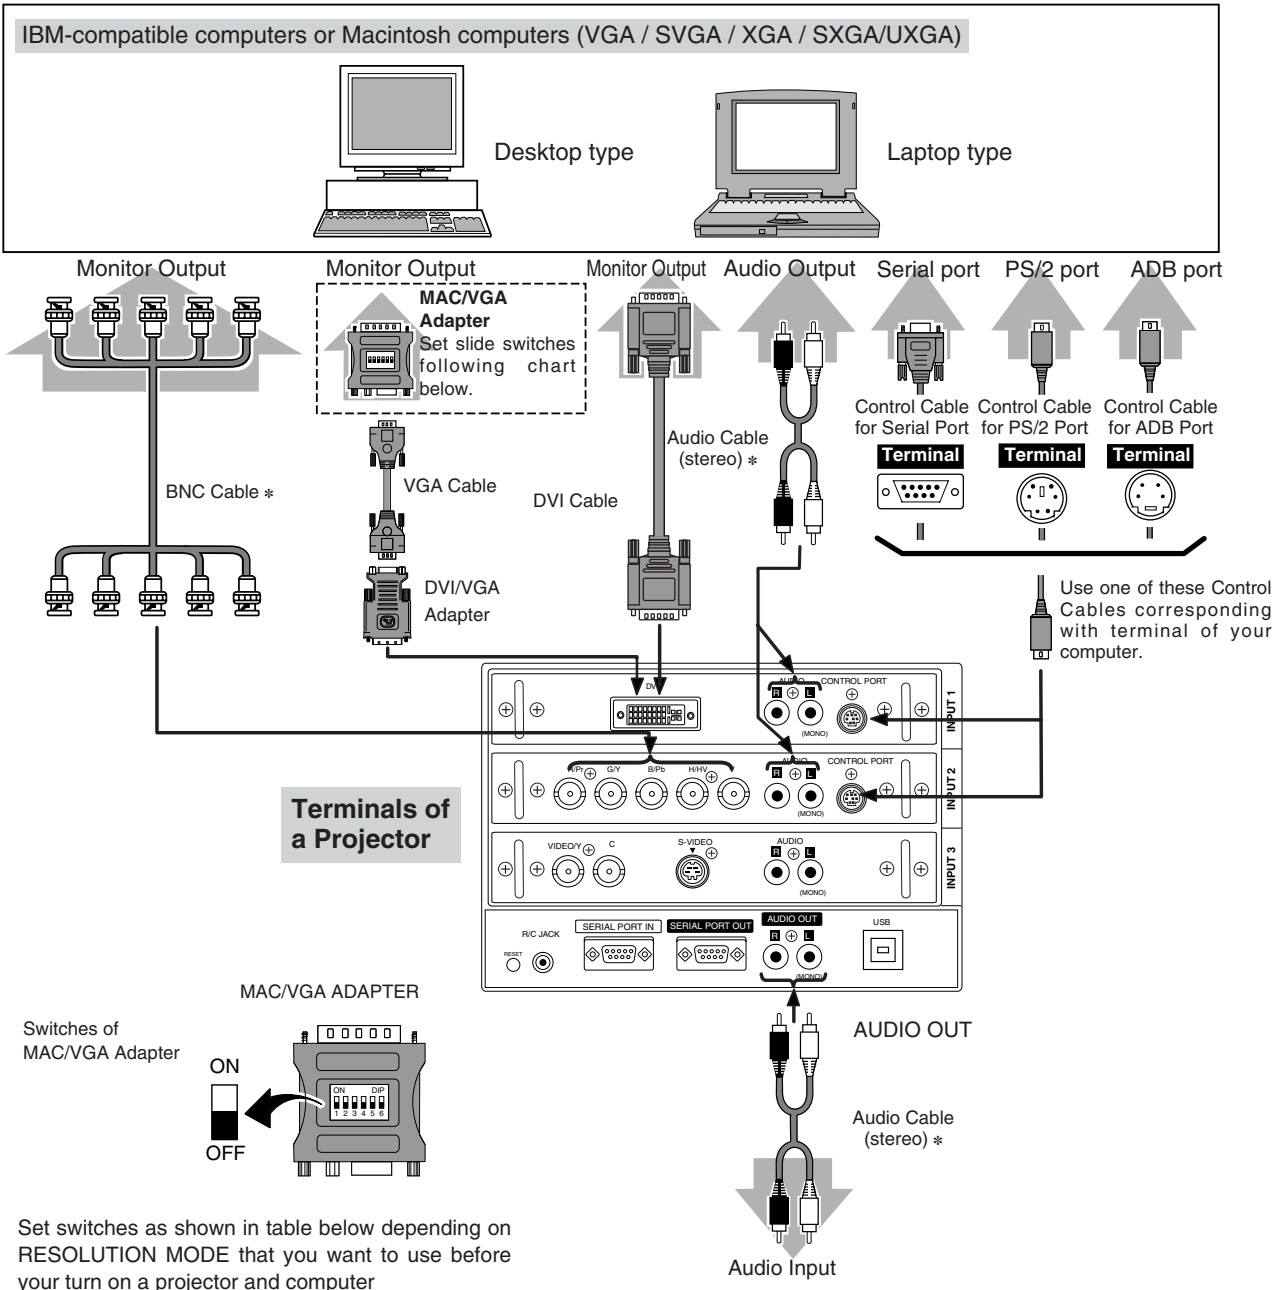 IBM-compatible computers or Macintosh computers (VGA / SVGA / XGA / SXGA/UXGA)
Desktop type
Laptop type
Monitor Output
Monitor Output
Monitor Output
Audio Output
Serial port
PS/2 port
ADB port
MAC/VGA
Adapter
Set slide switches
following chart
below.
Control Cable
for Serial Port
Control Cable
for PS/2 Port
Control Cable
for ADB Port
Terminal
Terminal
Terminal
Audio Cable
(stereo) *
BNC Cable *
VGA Cable
DVI Cable
DVI/VGA
Adapter
Use one of these Control
Cables corresponding
with terminal of your
computer.
AUDIO
CONTROL PORT
R
L
(MONO)
INPUT 1
Terminals of
a Projector
G/Y
B/Pb
H/HV
AUDIO
CONTROL PORT
R
L
(MONO)
INPUT 2
VIDEO/Y
C
S-VIDEO
AUDIO
R
L
(MONO)
INPUT 3
R/C JACK
RESET
SERIAL PORT IN
SERIAL PORT OUT
AUDIO OUT
R
L
(MONO)
USB
MAC/VGA ADAPTER
Switches of
MAC/VGA Adapter
ON
OFF
ON
DIP
1 2 3 4 5 6
AUDIO OUT
Audio Cable
(stereo) *
Audio Input
Set switches as shown in table below depending on
RESOLUTION MODE that you want to use before
your turn on a projector and computer